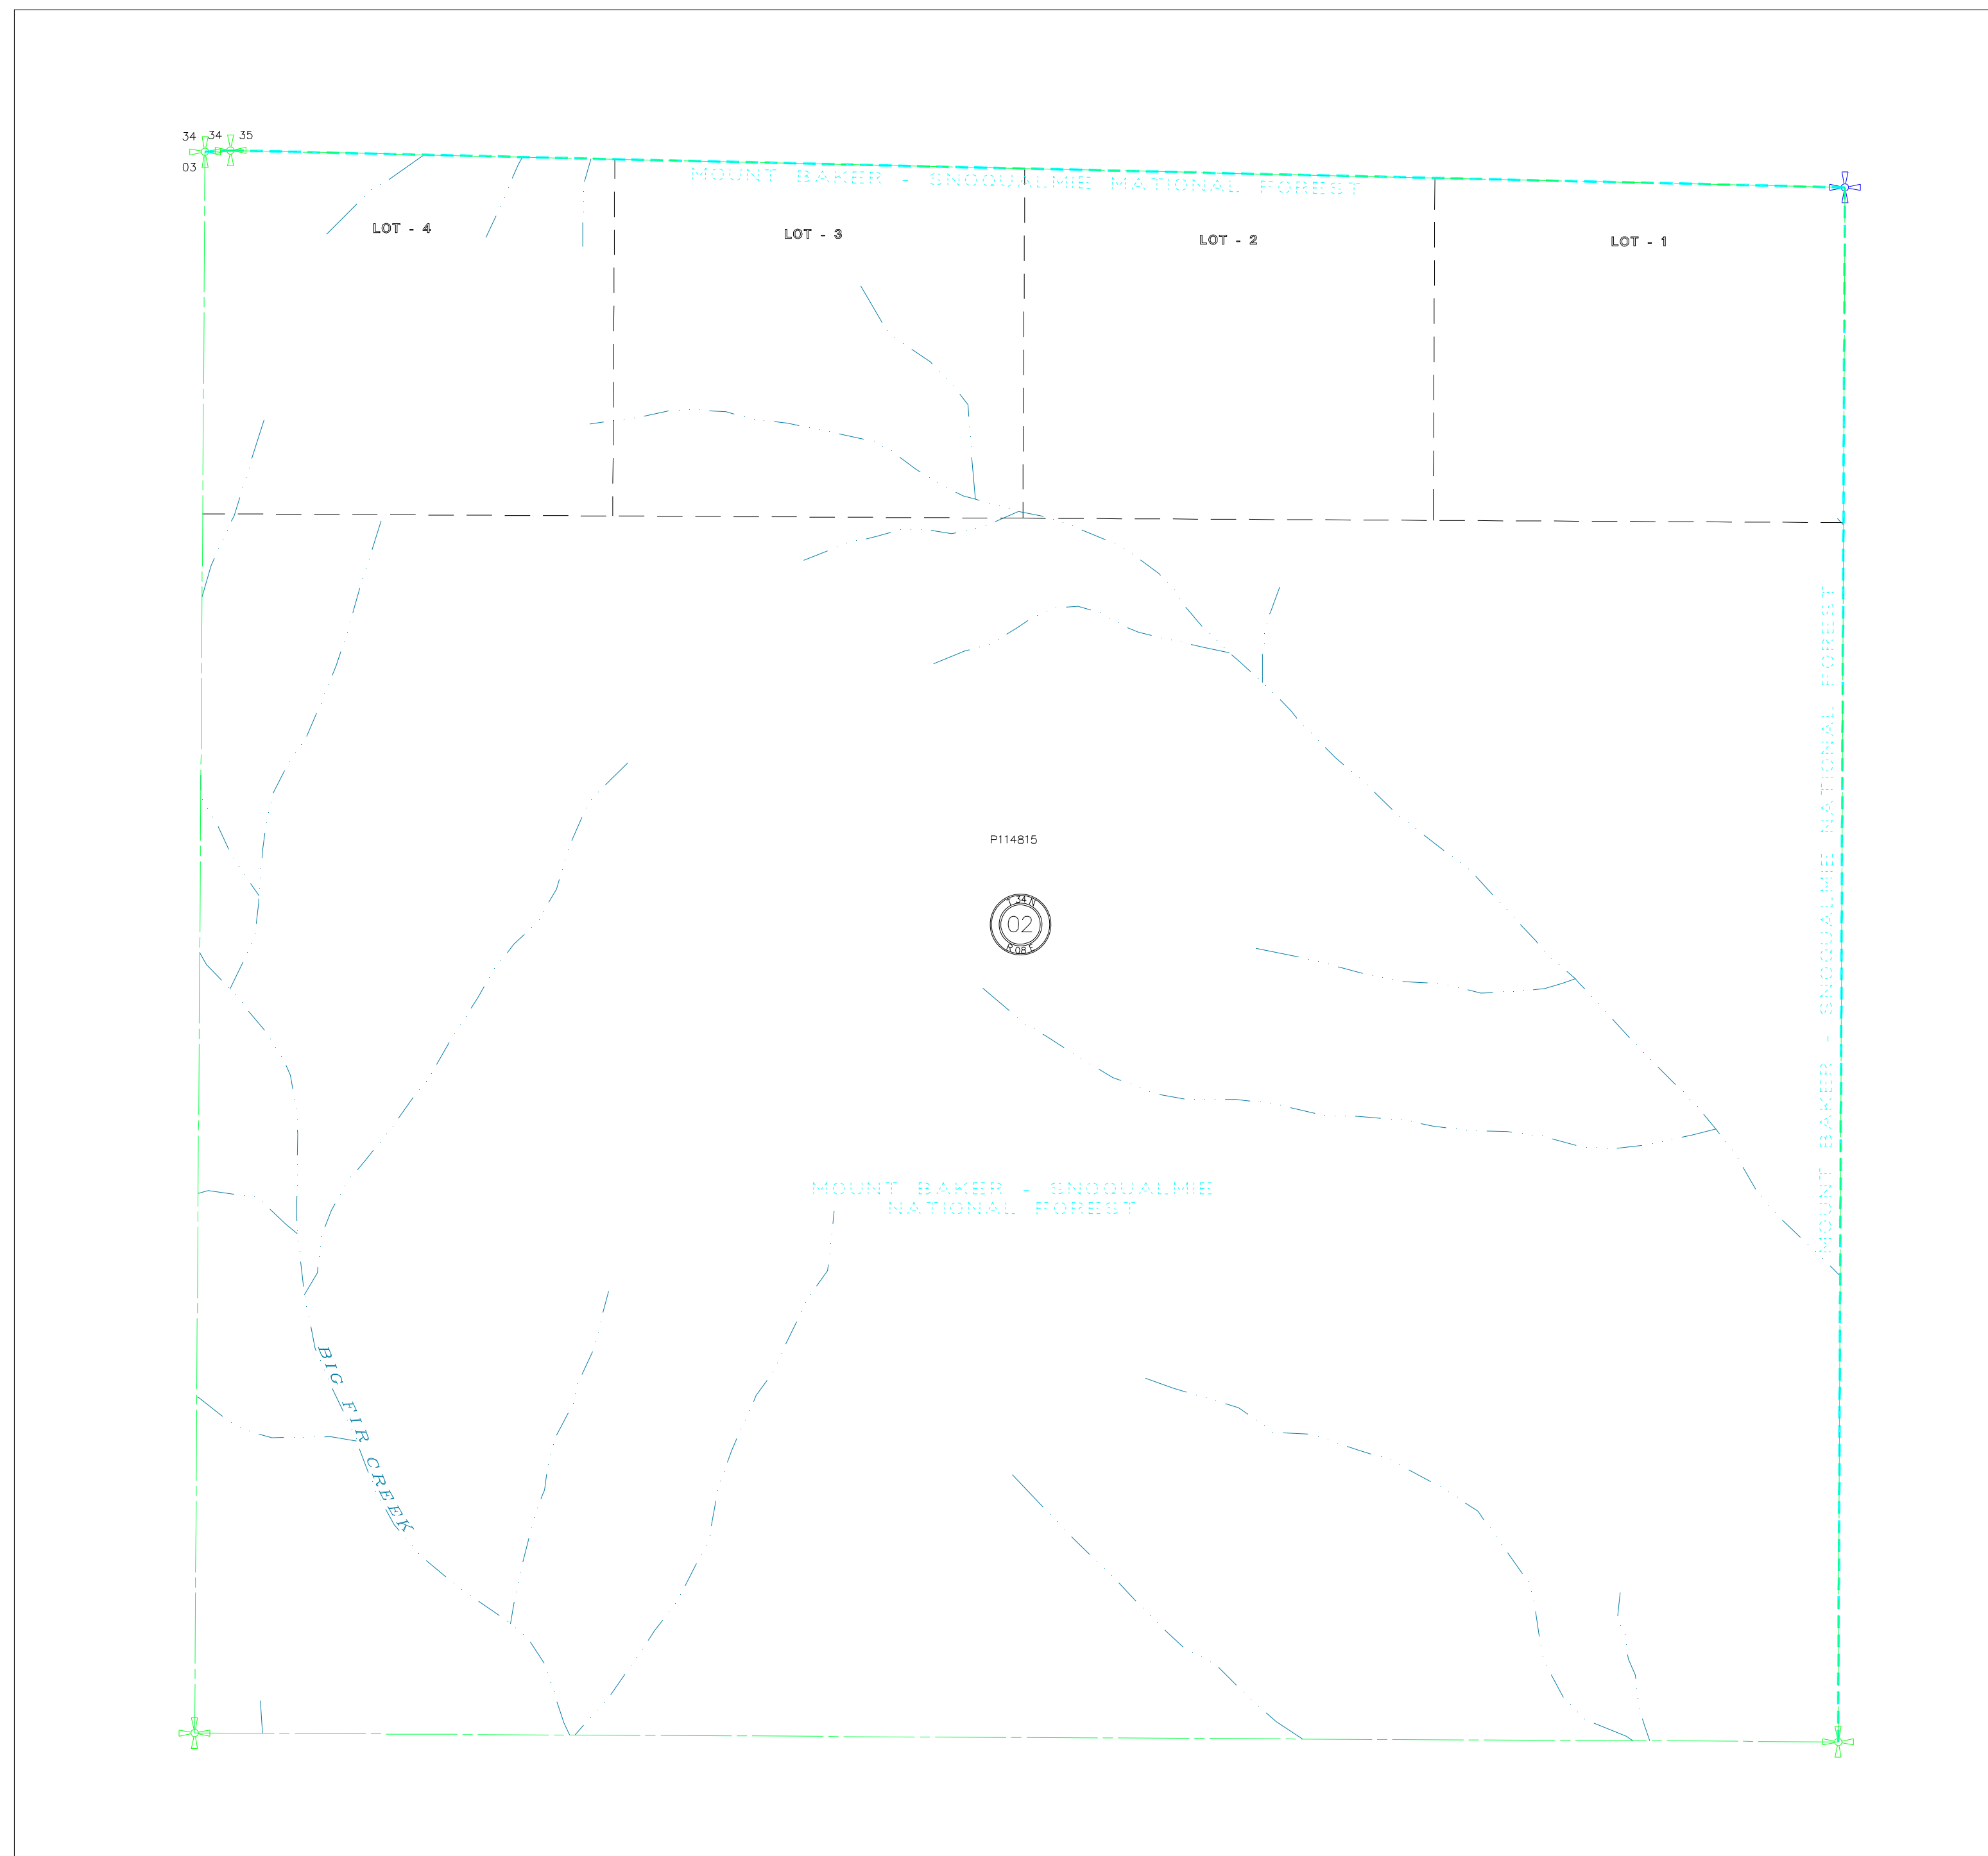 34 34 35
03
MOUNT BAKER - SNOQUALMIE NATIONAL FOREST
LOT - 4
LOT - 3
LOT - 2
LOT - 1
MOUNT BAKER - SNOQUALMIE NATIONAL FOREST
P114815
T 34 N
02
R 08 E
MOUNT BAKER - SNOQUALMIE
NATIONAL FOREST
BIG FIR CREEK